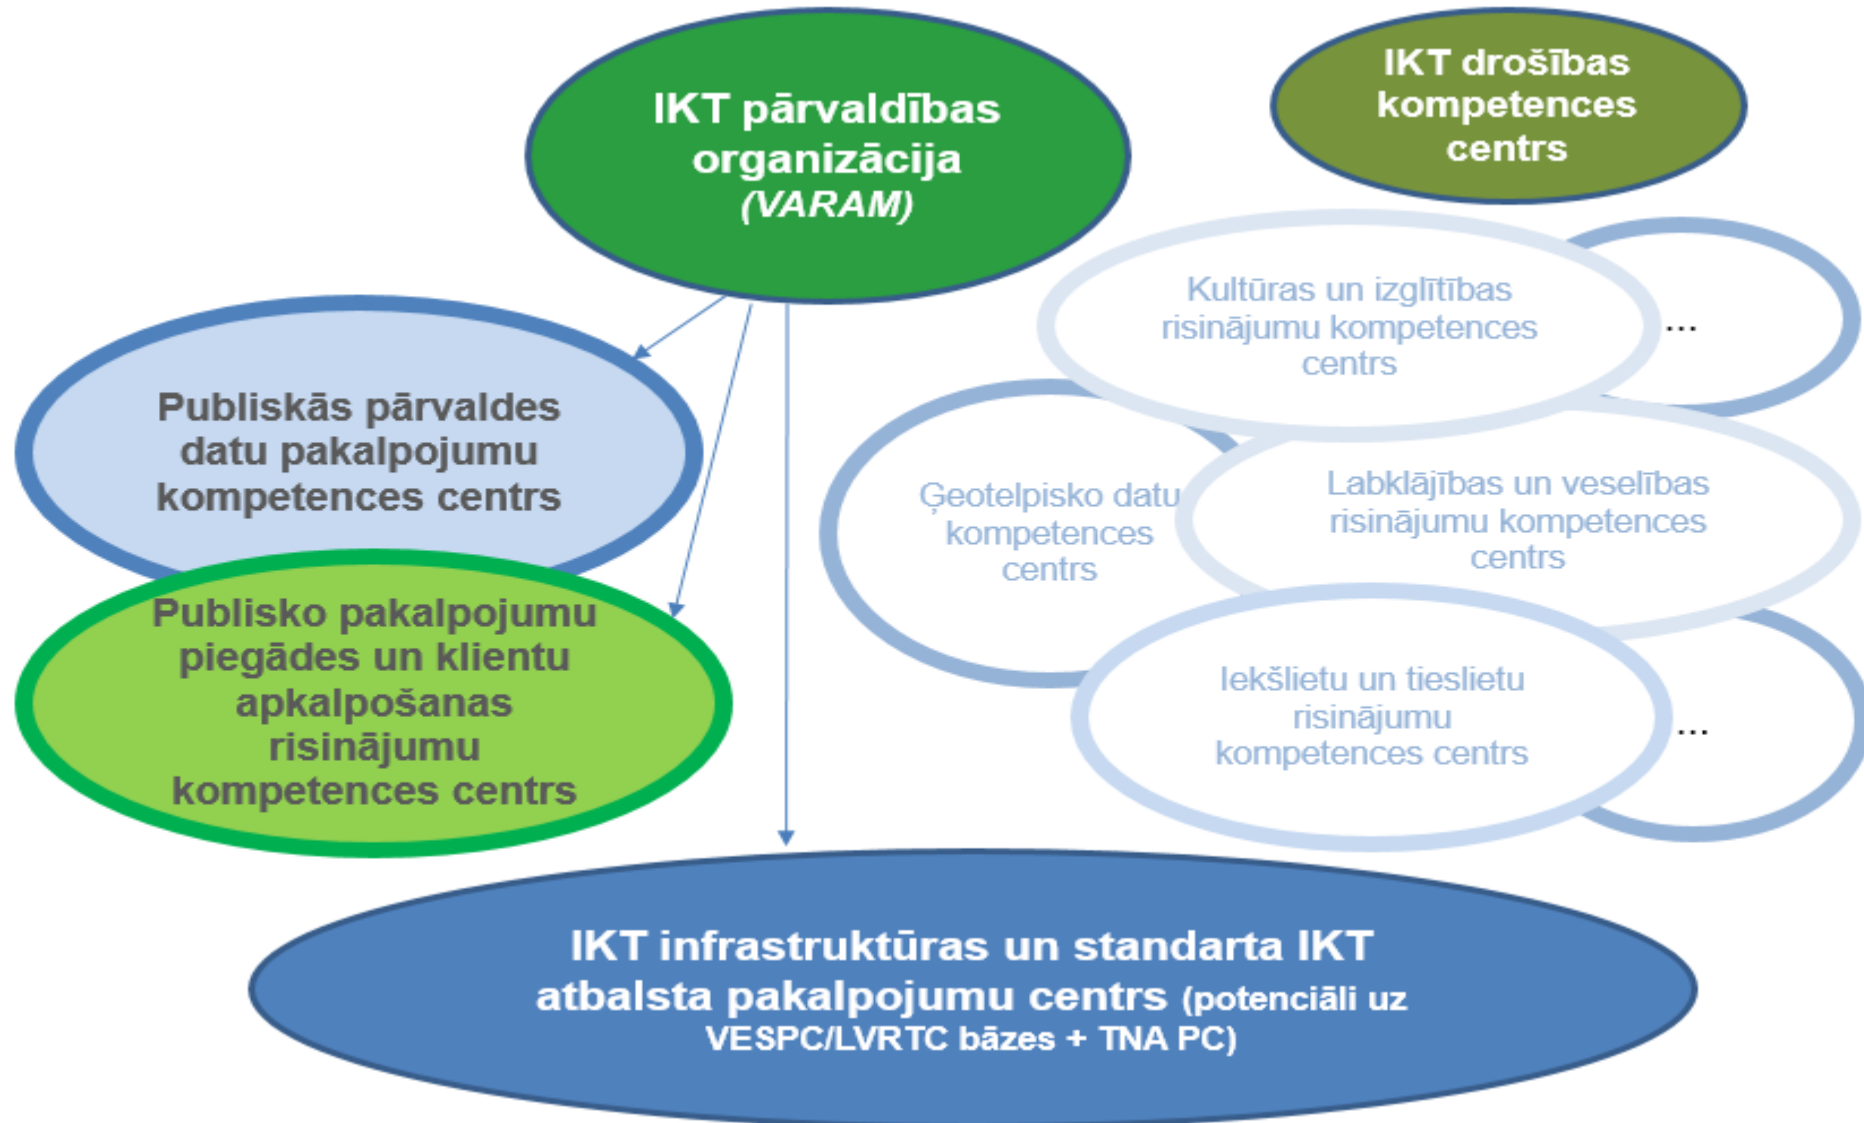 IKT pārvaldības
organizācija
(VARAM)
IKT drošības
kompetences
centrs
Kultūras un izglītības
risinājumu kompetences
centrs
...
Publiskās pārvaldes
datu pakalpojumu
kompetences centrs
Ģeotelpisko datu
kompetences
centrs
Labklājības un veselības
risinājumu kompetences
centrs
Publisko pakalpojumu
piegādes un klientu
apkalpošanas
risinājumu
kompetences centrs
Iekšlietu un tieslietu
risinājumu
kompetences centrs
...
IKT infrastruktūras un standarta IKT
atbalsta pakalpojumu centrs (potenciāli uz
VESPC/LVRTC bāzes + TNA PC)